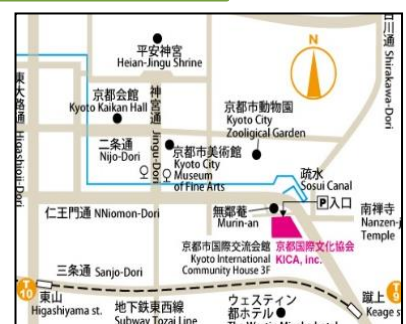 N
平安神宮
Heian-Jingu Shrine
白川通 Shirakawa-Dori
東大路通 Higashioji-Dori
京都会館
Kyoto Kaikan Hall
神宮通 Jingu-Dori
京都市動物園
Kyoto City
Zooligical Garden
二条通
Nijo-Dori
京都市美術館
Kyoto City
Museum
of Fine Arts
疏水
Sosui Canal
P 入口
仁王門通 NNiomon-Dori
無鄰菴
Murin-an
南禅寺
Nanzen-j
Temple
京都市国際交流会館
Kyoto International
Community House 3F
京都国際文化協会
KICA, inc.
三条通 Sanjo-Dori
T
10
東山
Higashiyama st.
地下鉄東西線
Subway Tozai Line
ウェスティン
都ホテル
蹴上
Keage s
T